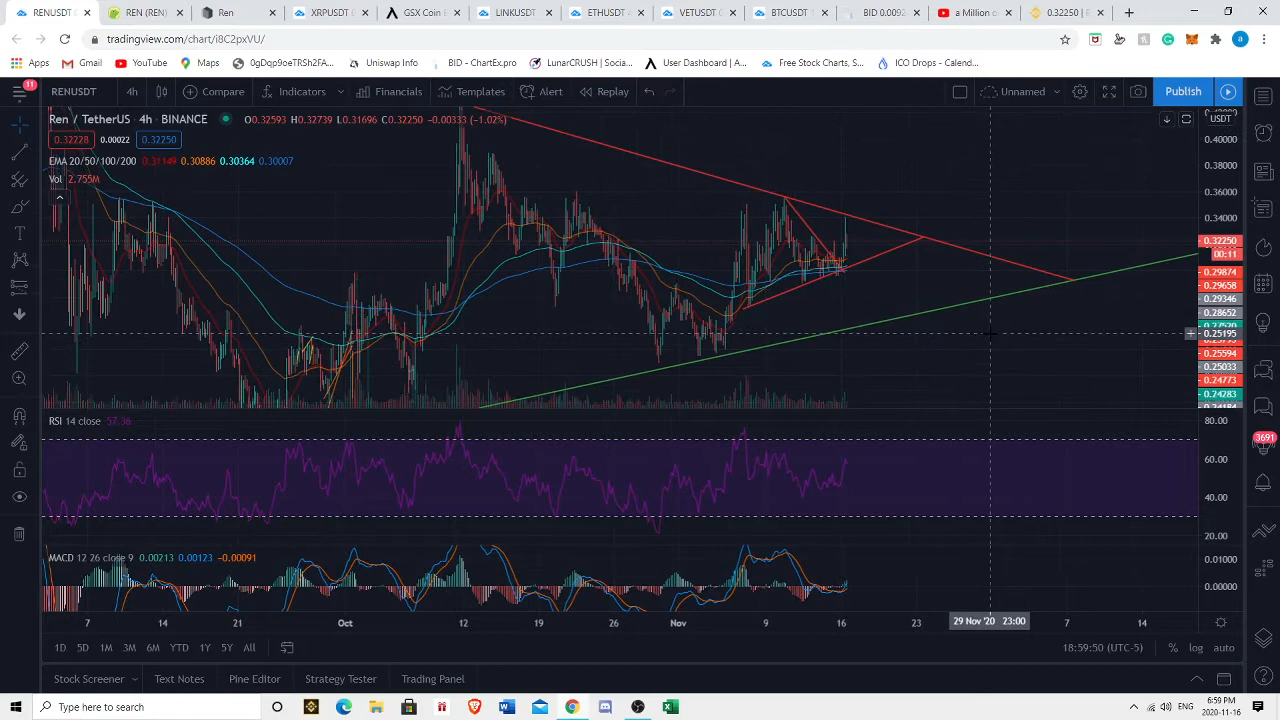 RENUSDT (
REN (REN)
Ren
XRPUSDT (
GSX Coin E
LINKUSDT
ETHUSDT 3
VETUSDT C
BTCUSDT
BID 0.0092
a Million c
0.32250 | F
tradingview.com/chart/i8C2pxVU/
Apps
Gmail
YouTube
Maps
0gDqpSvcTRSh2FA...
Uniswap Info
BID - ChartEx.pro
LunarCRUSH | Socia...
User Dashboard | A...
Free Stock Charts, S...
ICO Drops - Calend...
11
RENUSDT
4h
Compare
Indicators
Financials
Templates
Alert
Replay
Unnamed
Publish
Ren / TetherUS 4h BINANCE
O0.32593 H0.32739 L0.31696 C0.32250 −0.00333 (−1.02%)
USDT
0.32228
0.00022
0.32250
EMA 20/50/100/200 0.31149 0.30886 0.30364 0.30007
Vol 2.755M
0.40000
0.38000
0.36000
0.34000
0.32250
00:11
0.29874
0.29658
0.29346
0.28652
0.25195
0.25594
0.25033
0.24773
0.24283
RSI 14 close 57.36
80.00
60.00
40.00
20.00
3691
MACD 12 26 close 9 0.00213 0.00123 −0.00091
0.01000
0.00000
7
14
21
Oct
12
19
26
Nov
9
16
23
29 Nov '20 23:00
7
14
1D
5D
1M
3M
6M
YTD
1Y
5Y
All
18:59:50 (UTC-5)
%
log
auto
Stock Screener
Text Notes
Pine Editor
Strategy Tester
Trading Panel
Type here to search
6:59 PM
2020-11-16